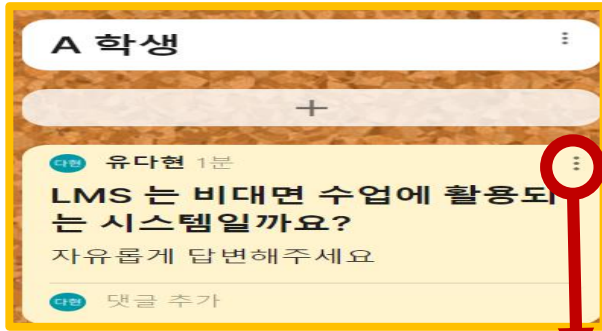 A 학생
+
다현 유다현 1분
LMS 는 비대면 수업에 활용되
는 시스템일까요?
자유롭게 답변해주세요
다현 댓글 추가